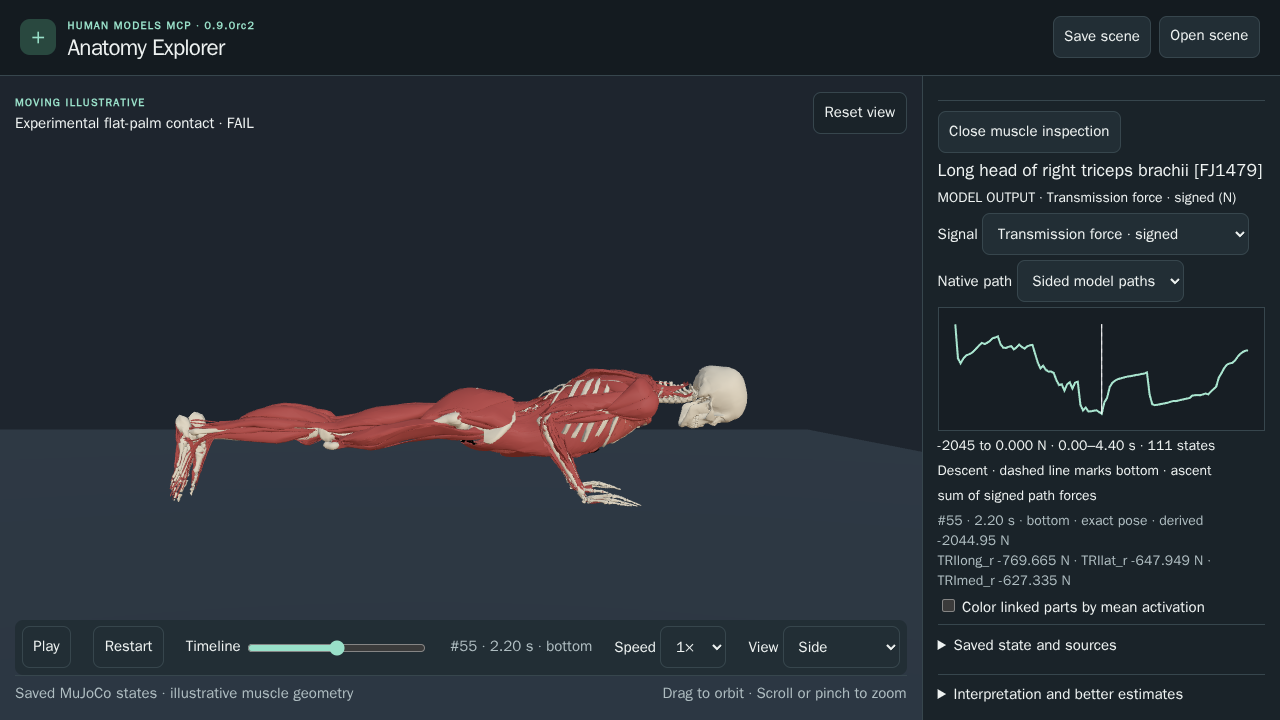 HUMAN MODELS MCP · 0.9.0rc2
Anatomy Explorer
Save scene
Open scene
MOVING ILLUSTRATIVE
Experimental flat-palm contact · FAIL
Reset view
Close muscle inspection
Long head of right triceps brachii [FJ1479]
MODEL OUTPUT · Transmission force · signed (N)
Signal Transmission force · signed
Native path Sided model paths
-2045 to 0.000 N · 0.00–4.40 s · 111 states
Descent · dashed line marks bottom · ascent
sum of signed path forces
#55 · 2.20 s · bottom · exact pose · derived
-2044.95 N
TRIlong_r -769.665 N · TRIlat_r -647.949 N ·
TRImed_r -627.335 N
Color linked parts by mean activation
Saved state and sources
Interpretation and better estimates
Play
Restart
Timeline
#55 · 2.20 s · bottom
Speed 1×
View Side
Saved MuJoCo states · illustrative muscle geometry
Drag to orbit · Scroll or pinch to zoom